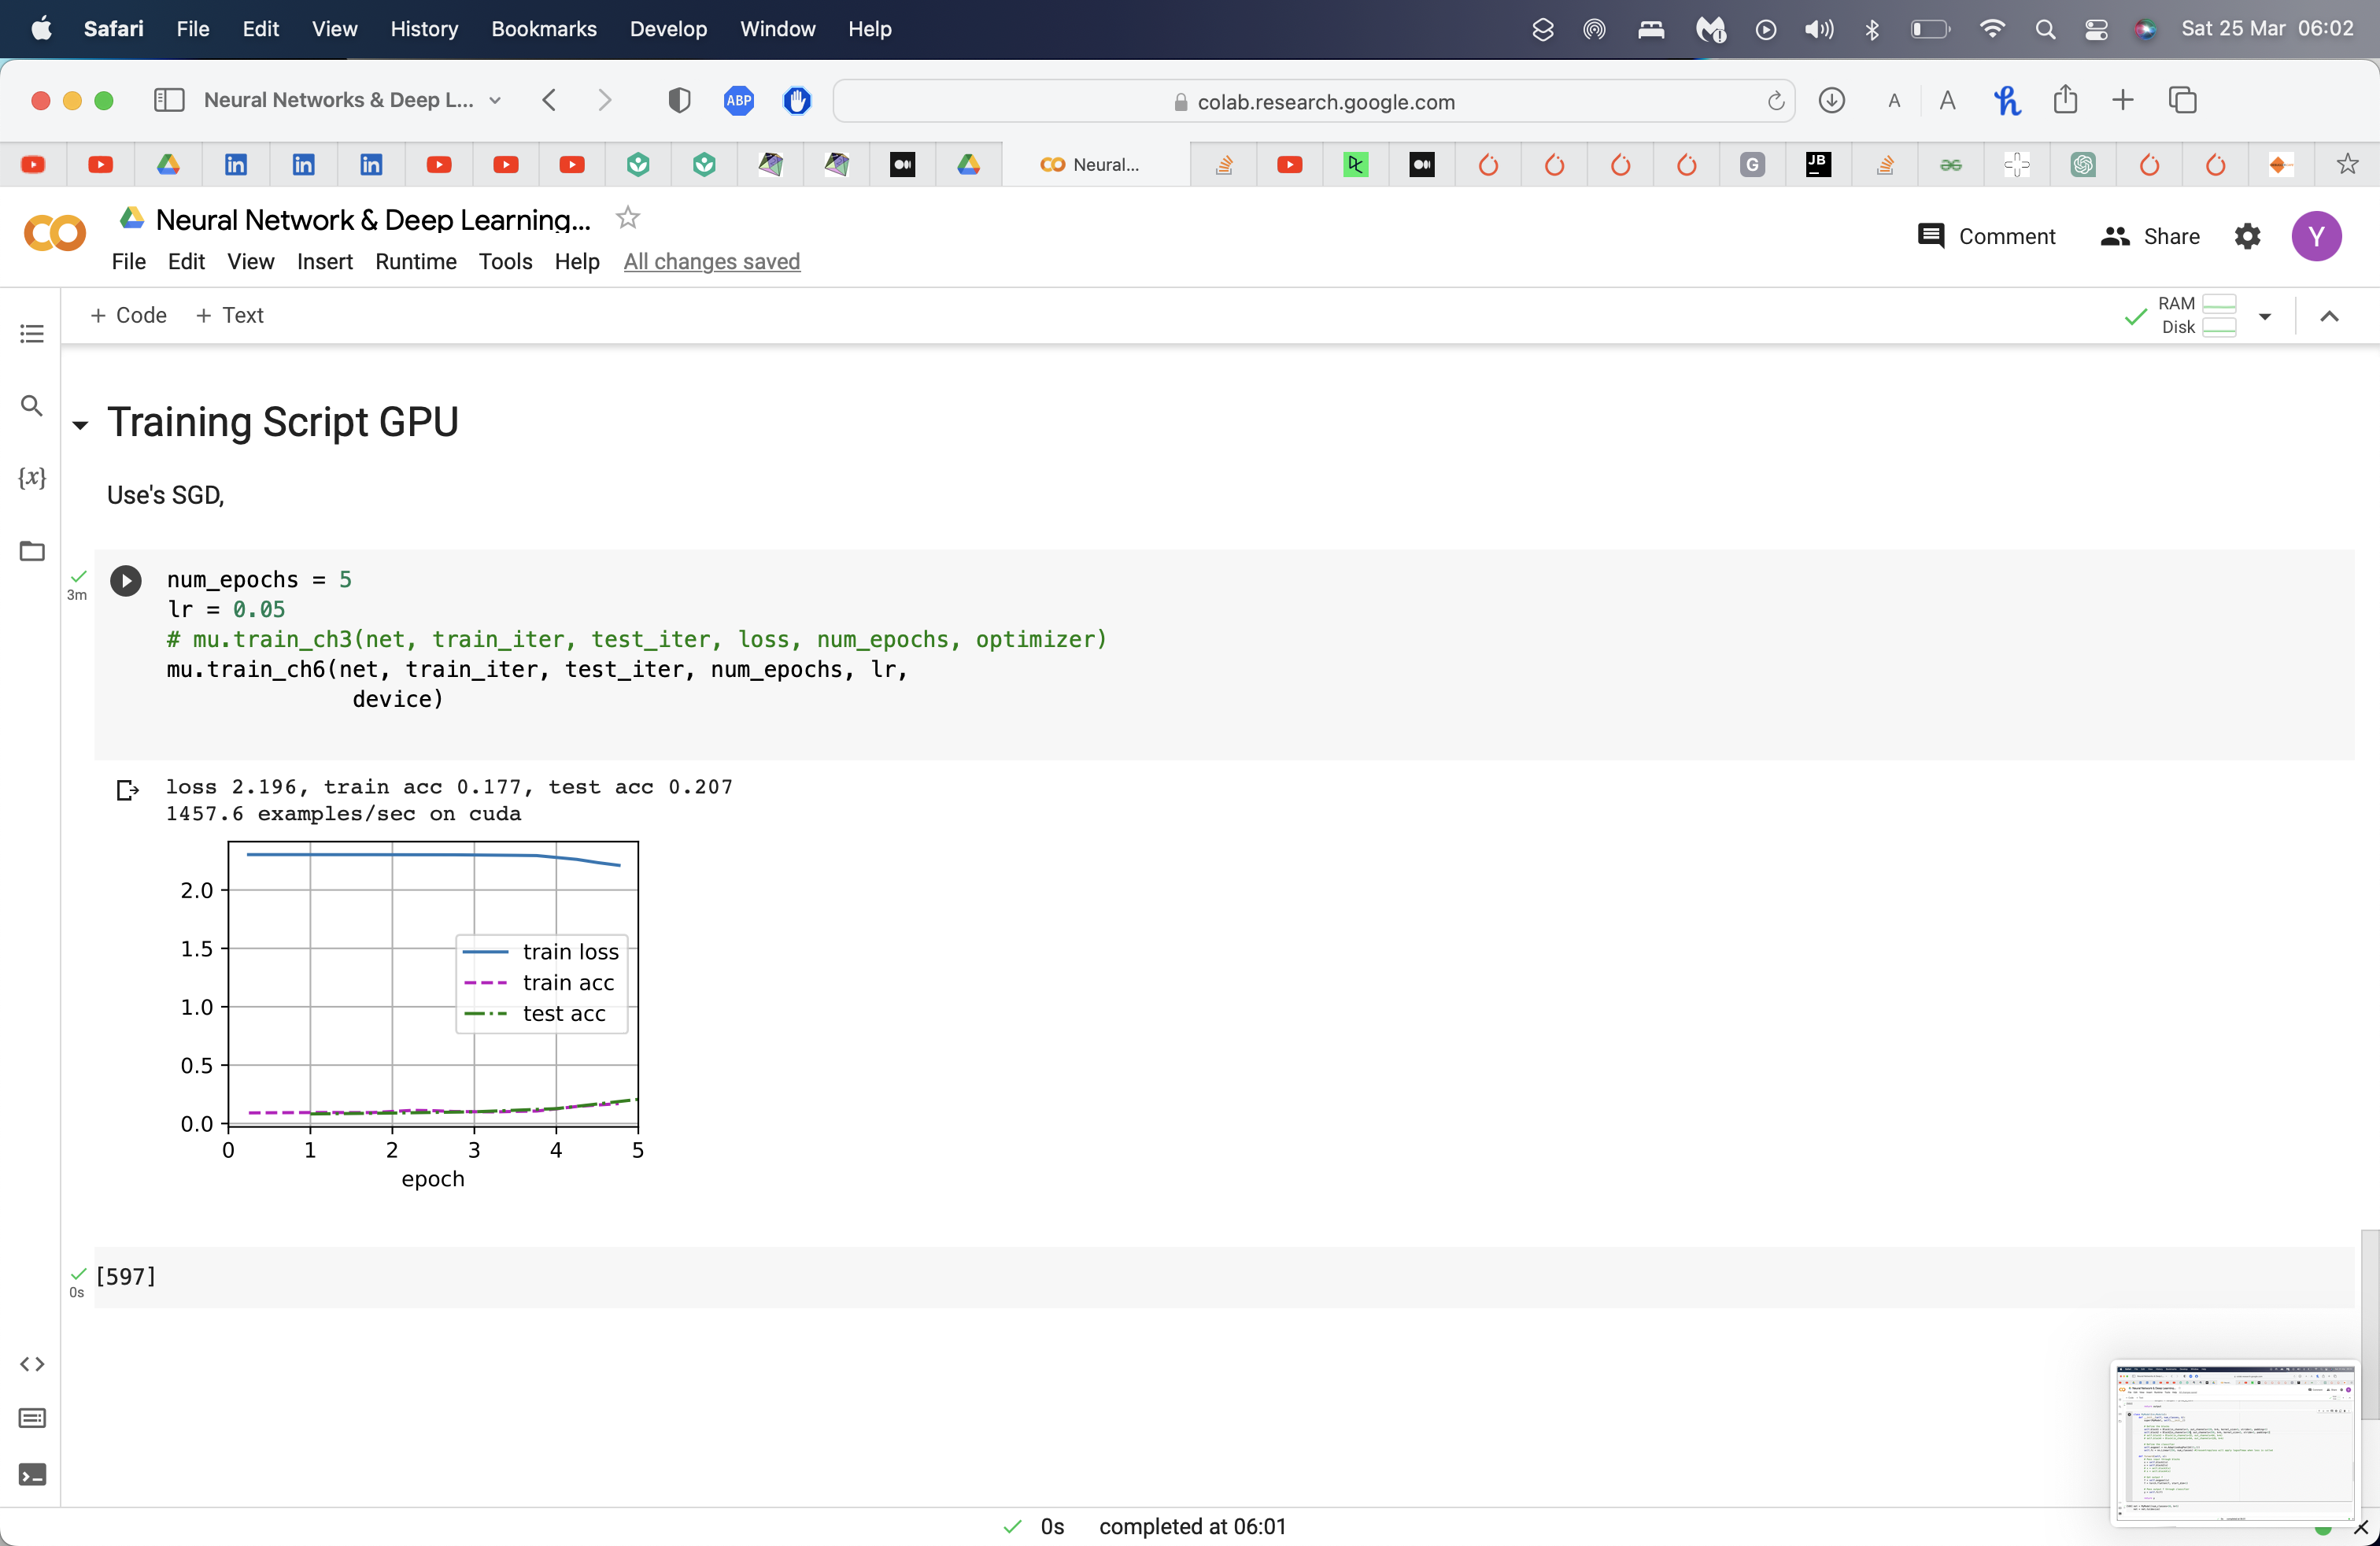 Safari File Edit View History Bookmarks Develop Window Help Sat 25 Mar 06:02
Neural Networks & Deep L... ABP colab.research.google.com A A
Neural... G JB
Neural Network & Deep Learning...
Comment Share Y
File Edit View Insert Runtime Tools Help All changes saved
+ Code + Text
RAM
Disk
Training Script GPU
{x}
Use's SGD,
3m
num_epochs = 5
lr = 0.05
# mu.train_ch3(net, train_iter, test_iter, loss, num_epochs, optimizer)
mu.train_ch6(net, train_iter, test_iter, num_epochs, lr,
device)
loss 2.196, train acc 0.177, test acc 0.207
1457.6 examples/sec on cuda
2.0
1.5
1.0
0.5
0.0
train loss
train acc
test acc
0 1 2 3 4 5
epoch
[597]
0s
0s completed at 06:01